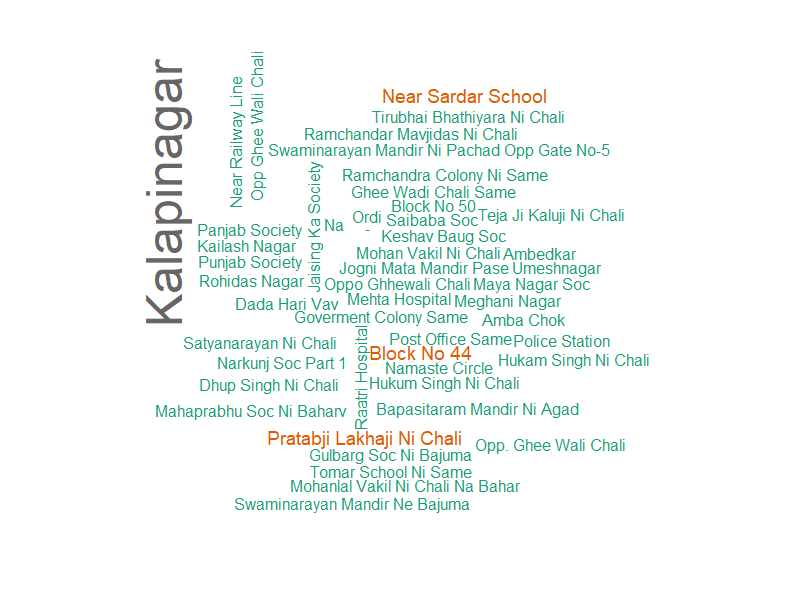 Kalapinagar
Near Railway Line
Opp Ghee Wali Chali
Near Sardar School
Tirubhai Bhathiyara Ni Chali
Ramchandar Mavjidas Ni Chali
Swaminarayan Mandir Ni Pachad Opp Gate No-5
Jaising Ka Society
Ramchandra Colony Ni Same
Ghee Wadi Chali Same
Block No 50
Ordi
Saibaba Soc
Teja Ji Kaluji Ni Chali
Na
-
Panjab Society
Keshav Baug Soc
Kailash Nagar
Mohan Vakil Ni Chali
Ambedkar
Punjab Society
Jogni Mata Mandir Pase
Umeshnagar
Rohidas Nagar
Oppo Ghhewali Chali
Maya Nagar Soc
Dada Hari Vav
Mehta Hospital
Meghani Nagar
Goverment Colony Same
Amba Chok
Raatri Hospital
Satyanarayan Ni Chali
Post Office Same
Police Station
Block No 44
Narkunj Soc Part 1
Namaste Circle
Hukam Singh Ni Chali
Dhup Singh Ni Chali
Hukum Singh Ni Chali
Mahaprabhu Soc Ni Baharv
Bapasitaram Mandir Ni Agad
Pratabji Lakhaji Ni Chali
Opp. Ghee Wali Chali
Gulbarg Soc Ni Bajuma
Tomar School Ni Same
Mohanlal Vakil Ni Chali Na Bahar
Swaminarayan Mandir Ne Bajuma